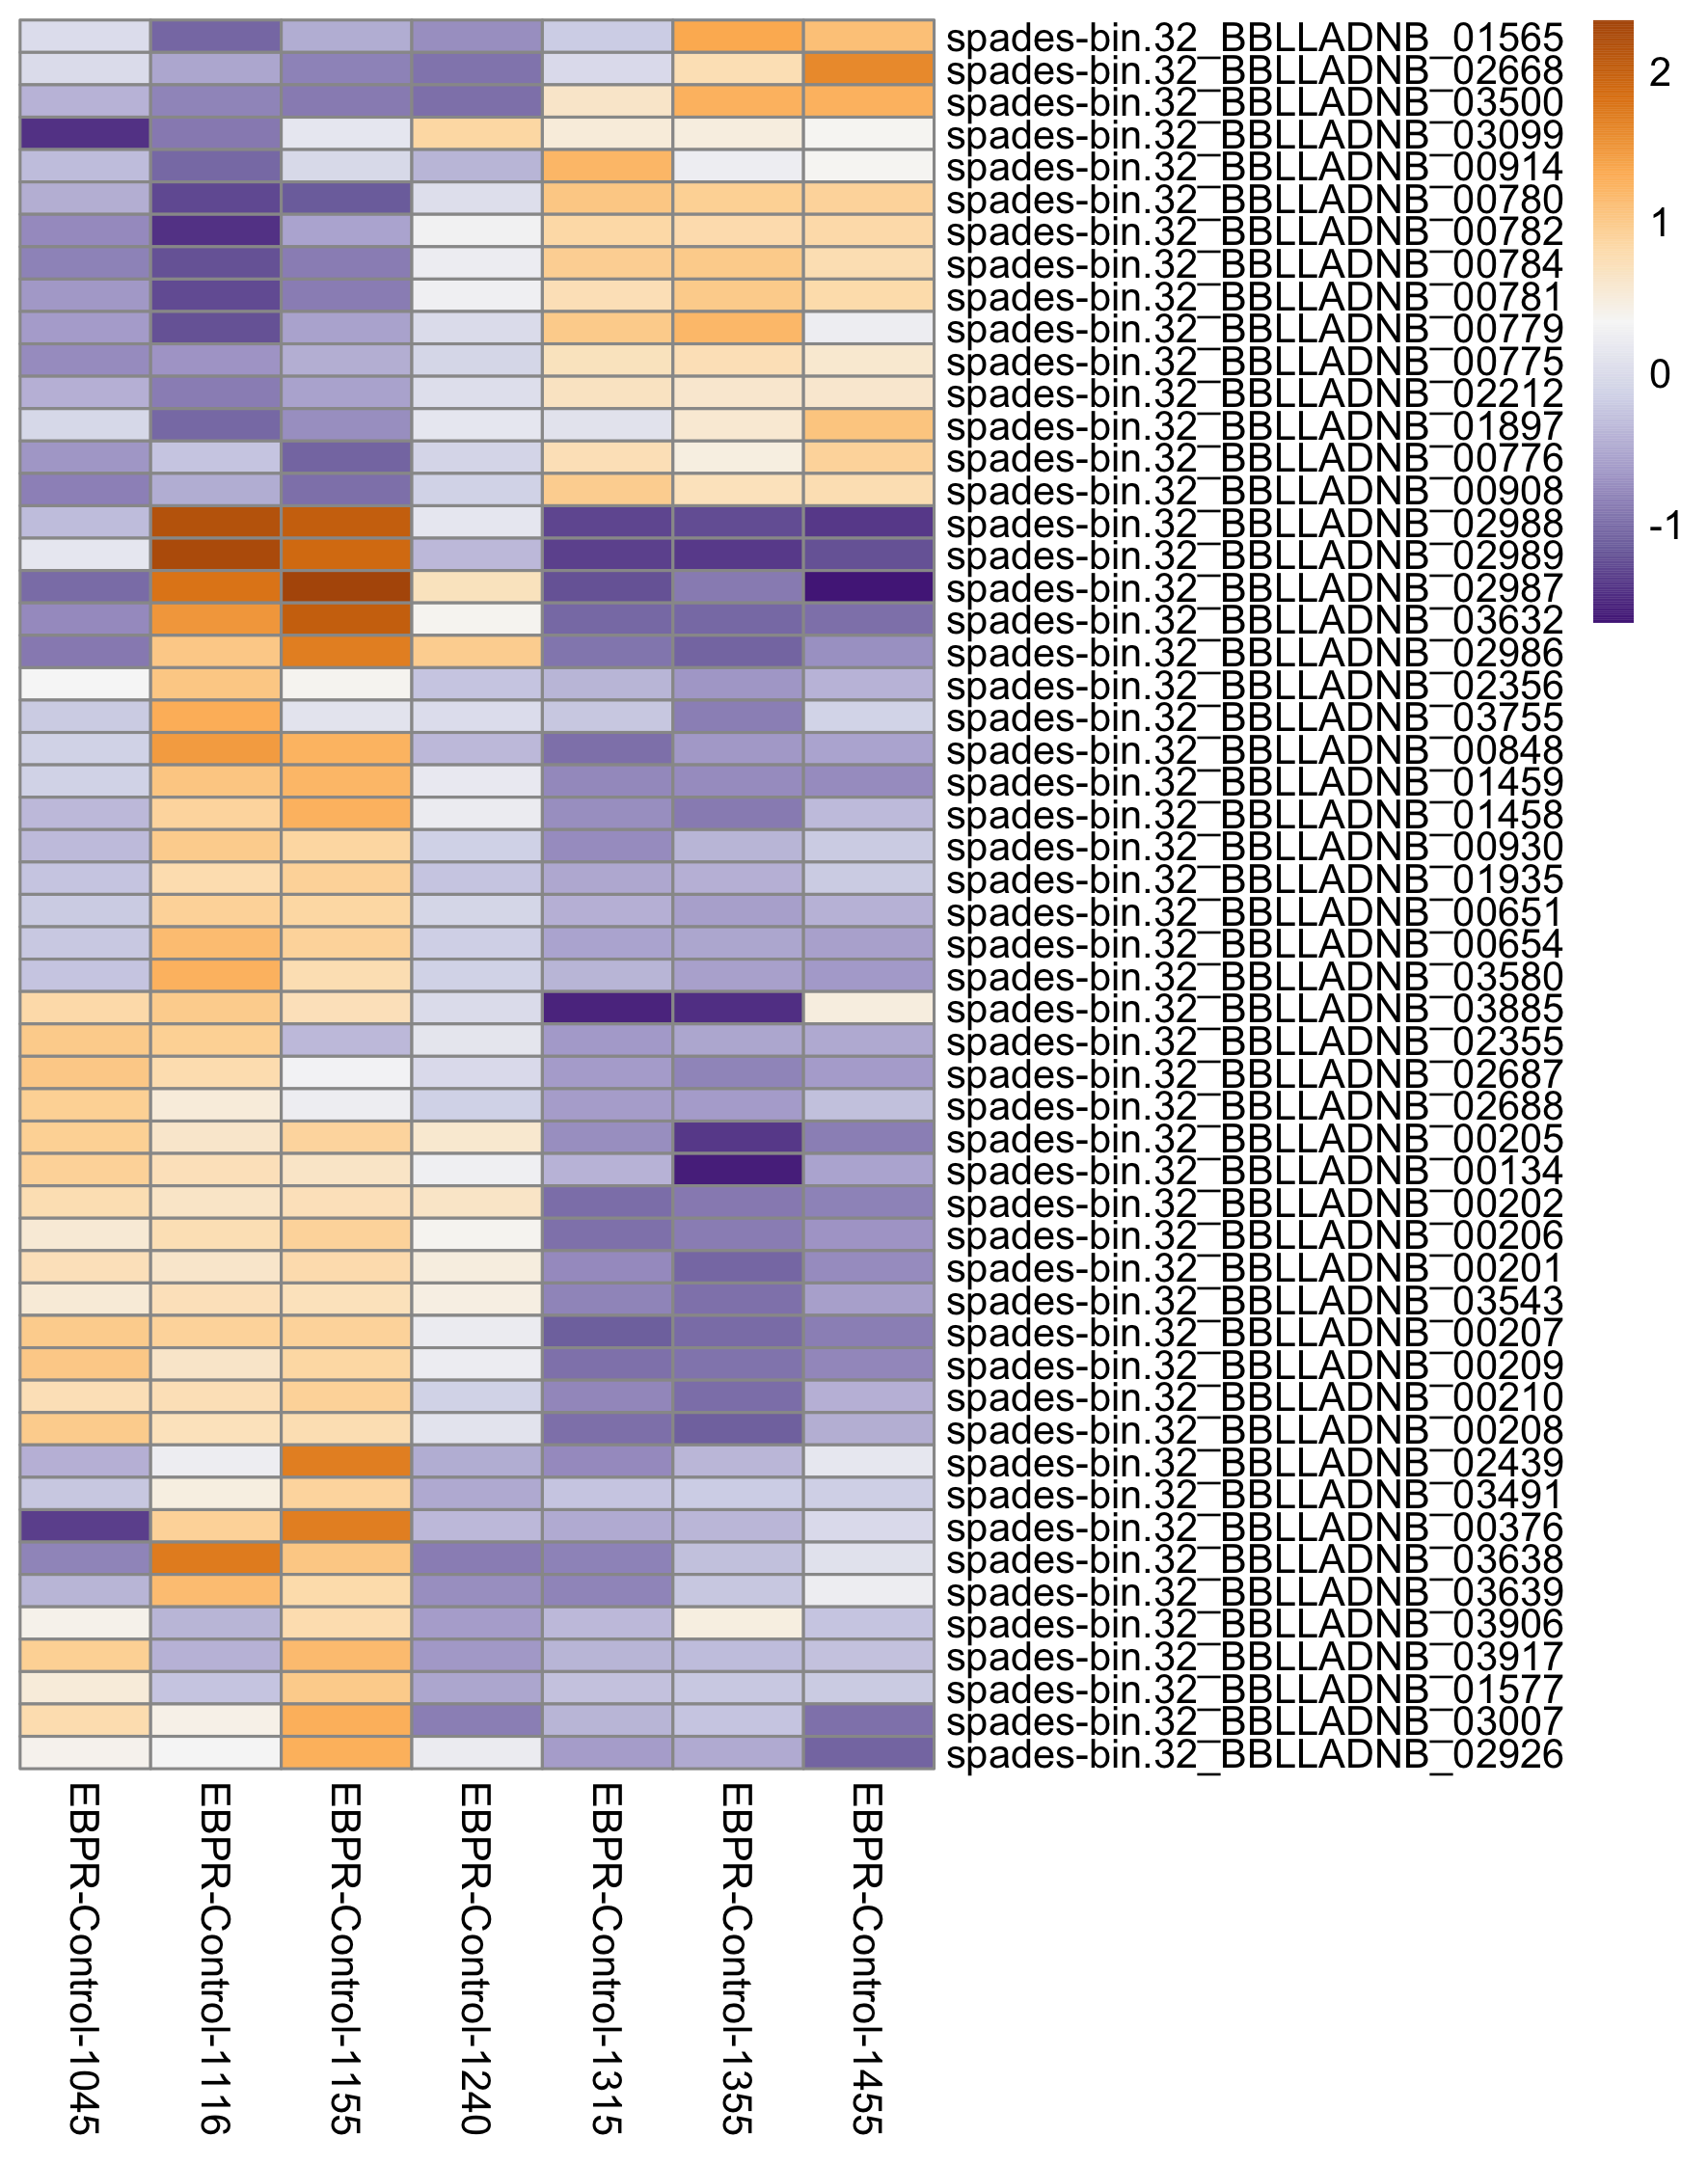 spades-bin.32_BBLLADNB_01565
spades-bin.32_BBLLADNB_02668
spades-bin.32_BBLLADNB_03500
spades-bin.32_BBLLADNB_03099
spades-bin.32_BBLLADNB_00914
spades-bin.32_BBLLADNB_00780
spades-bin.32_BBLLADNB_00782
spades-bin.32_BBLLADNB_00784
spades-bin.32_BBLLADNB_00781
spades-bin.32_BBLLADNB_00779
spades-bin.32_BBLLADNB_00775
spades-bin.32_BBLLADNB_02212
spades-bin.32_BBLLADNB_01897
spades-bin.32_BBLLADNB_00776
spades-bin.32_BBLLADNB_00908
spades-bin.32_BBLLADNB_02988
spades-bin.32_BBLLADNB_02989
spades-bin.32_BBLLADNB_02987
spades-bin.32_BBLLADNB_03632
spades-bin.32_BBLLADNB_02986
spades-bin.32_BBLLADNB_02356
spades-bin.32_BBLLADNB_03755
spades-bin.32_BBLLADNB_00848
spades-bin.32_BBLLADNB_01459
spades-bin.32_BBLLADNB_01458
spades-bin.32_BBLLADNB_00930
spades-bin.32_BBLLADNB_01935
spades-bin.32_BBLLADNB_00651
spades-bin.32_BBLLADNB_00654
spades-bin.32_BBLLADNB_03580
spades-bin.32_BBLLADNB_03885
spades-bin.32_BBLLADNB_02355
spades-bin.32_BBLLADNB_02687
spades-bin.32_BBLLADNB_02688
spades-bin.32_BBLLADNB_00205
spades-bin.32_BBLLADNB_00134
spades-bin.32_BBLLADNB_00202
spades-bin.32_BBLLADNB_00206
spades-bin.32_BBLLADNB_00201
spades-bin.32_BBLLADNB_03543
spades-bin.32_BBLLADNB_00207
spades-bin.32_BBLLADNB_00209
spades-bin.32_BBLLADNB_00210
spades-bin.32_BBLLADNB_00208
spades-bin.32_BBLLADNB_02439
spades-bin.32_BBLLADNB_03491
spades-bin.32_BBLLADNB_00376
spades-bin.32_BBLLADNB_03638
spades-bin.32_BBLLADNB_03639
spades-bin.32_BBLLADNB_03906
spades-bin.32_BBLLADNB_03917
spades-bin.32_BBLLADNB_01577
spades-bin.32_BBLLADNB_03007
spades-bin.32_BBLLADNB_02926
2
1
0
-1
EBPR-Control-1045
EBPR-Control-1116
EBPR-Control-1155
EBPR-Control-1240
EBPR-Control-1315
EBPR-Control-1355
EBPR-Control-1455